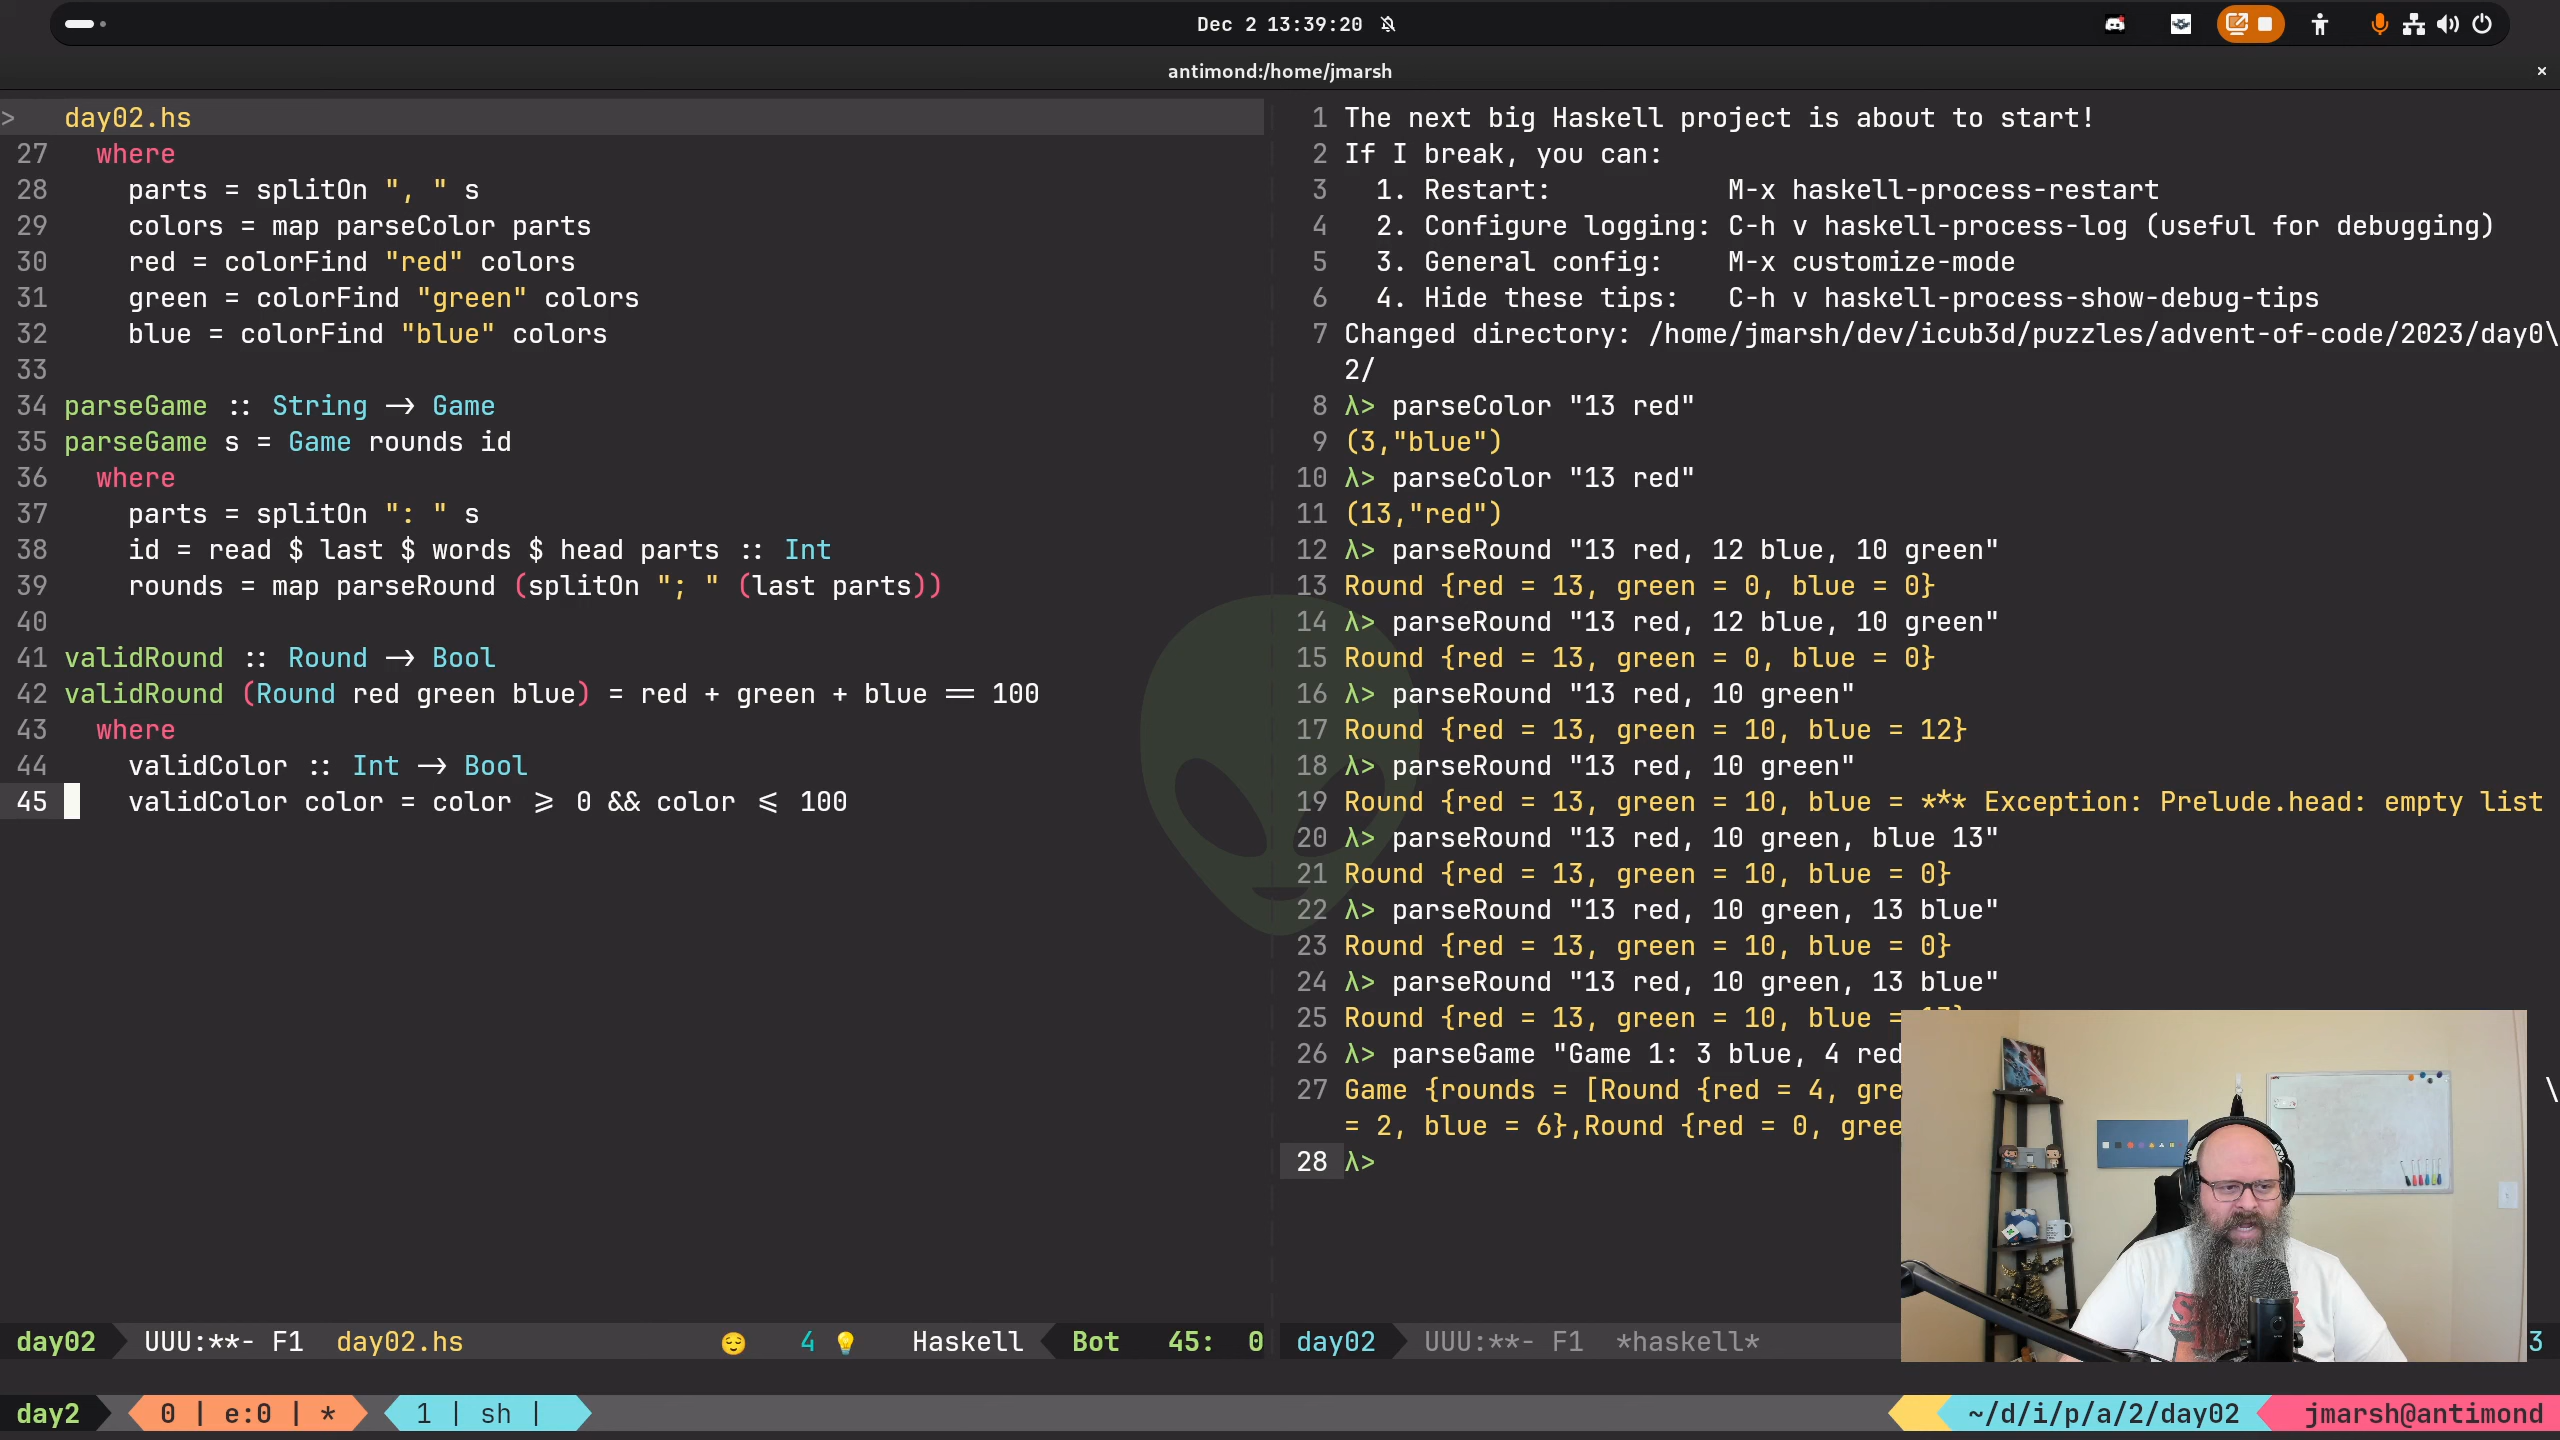 Dec 2 13:39:20
antimond:/home/jmarsh
> day02.hs
27 where
28 parts = splitOn ", " s
29 colors = map parseColor parts
30 red = colorFind "red" colors
31 green = colorFind "green" colors
32 blue = colorFind "blue" colors
33
34 parseGame :: String -> Game
35 parseGame s = Game rounds id
36 where
37 parts = splitOn ": " s
38 id = read $ last $ words $ head parts :: Int
39 rounds = map parseRound (splitOn "; " (last parts))
40
41 validRound :: Round -> Bool
42 validRound (Round red green blue) = red + green + blue == 100
43 where
44 validColor :: Int -> Bool
45 validColor color = color >= 0 && color <= 100
day02 UUU:**- F1 day02.hs 4 Haskell Bot 45: 0
1 The next big Haskell project is about to start!
2 If I break, you can:
3 1. Restart: M-x haskell-process-restart
4 2. Configure logging: C-h v haskell-process-log (useful for debugging)
5 3. General config: M-x customize-mode
6 4. Hide these tips: C-h v haskell-process-show-debug-tips
7 Changed directory: /home/jmarsh/dev/icub3d/puzzles/advent-of-code/2023/day0\
2/
8 λ> parseColor "13 red"
9 (3,"blue")
10 λ> parseColor "13 red"
11 (13,"red")
12 λ> parseRound "13 red, 12 blue, 10 green"
13 Round {red = 13, green = 0, blue = 0}
14 λ> parseRound "13 red, 12 blue, 10 green"
15 Round {red = 13, green = 0, blue = 0}
16 λ> parseRound "13 red, 10 green"
17 Round {red = 13, green = 10, blue = 12}
18 λ> parseRound "13 red, 10 green"
19 Round {red = 13, green = 10, blue = *** Exception: Prelude.head: empty list
20 λ> parseRound "13 red, 10 green, blue 13"
21 Round {red = 13, green = 10, blue = 0}
22 λ> parseRound "13 red, 10 green, 13 blue"
23 Round {red = 13, green = 10, blue = 0}
24 λ> parseRound "13 red, 10 green, 13 blue"
25 Round {red = 13, green = 10, blue =
26 λ> parseGame "Game 1: 3 blue, 4 red
27 Game {rounds = [Round {red = 4, gre \
= 2, blue = 6},Round {red = 0, gree
28 λ>
day02 UUU:**- F1 *haskell* 3
day2 0 | e:0 | * 1 | sh | ~/d/i/p/a/2/day02 jmarsh@antimond